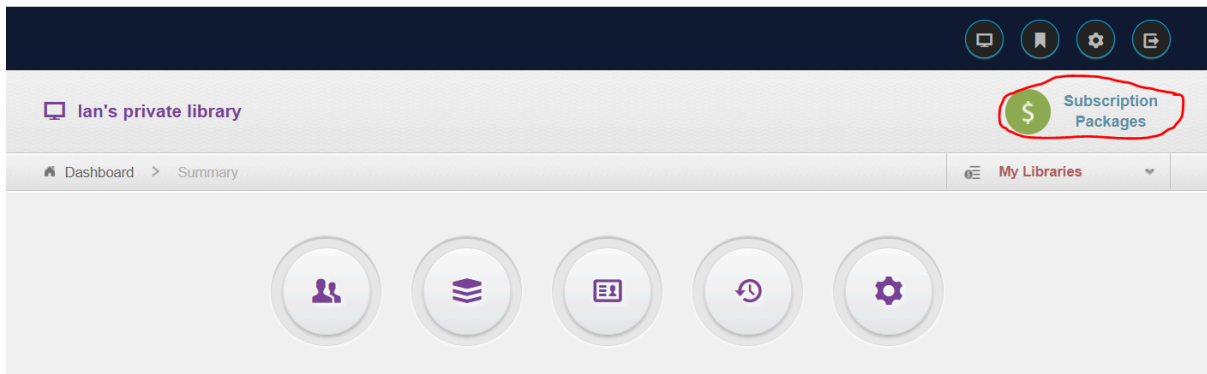 Ian's private library
$ Subscription
Packages
Dashboard > Summary
My Libraries